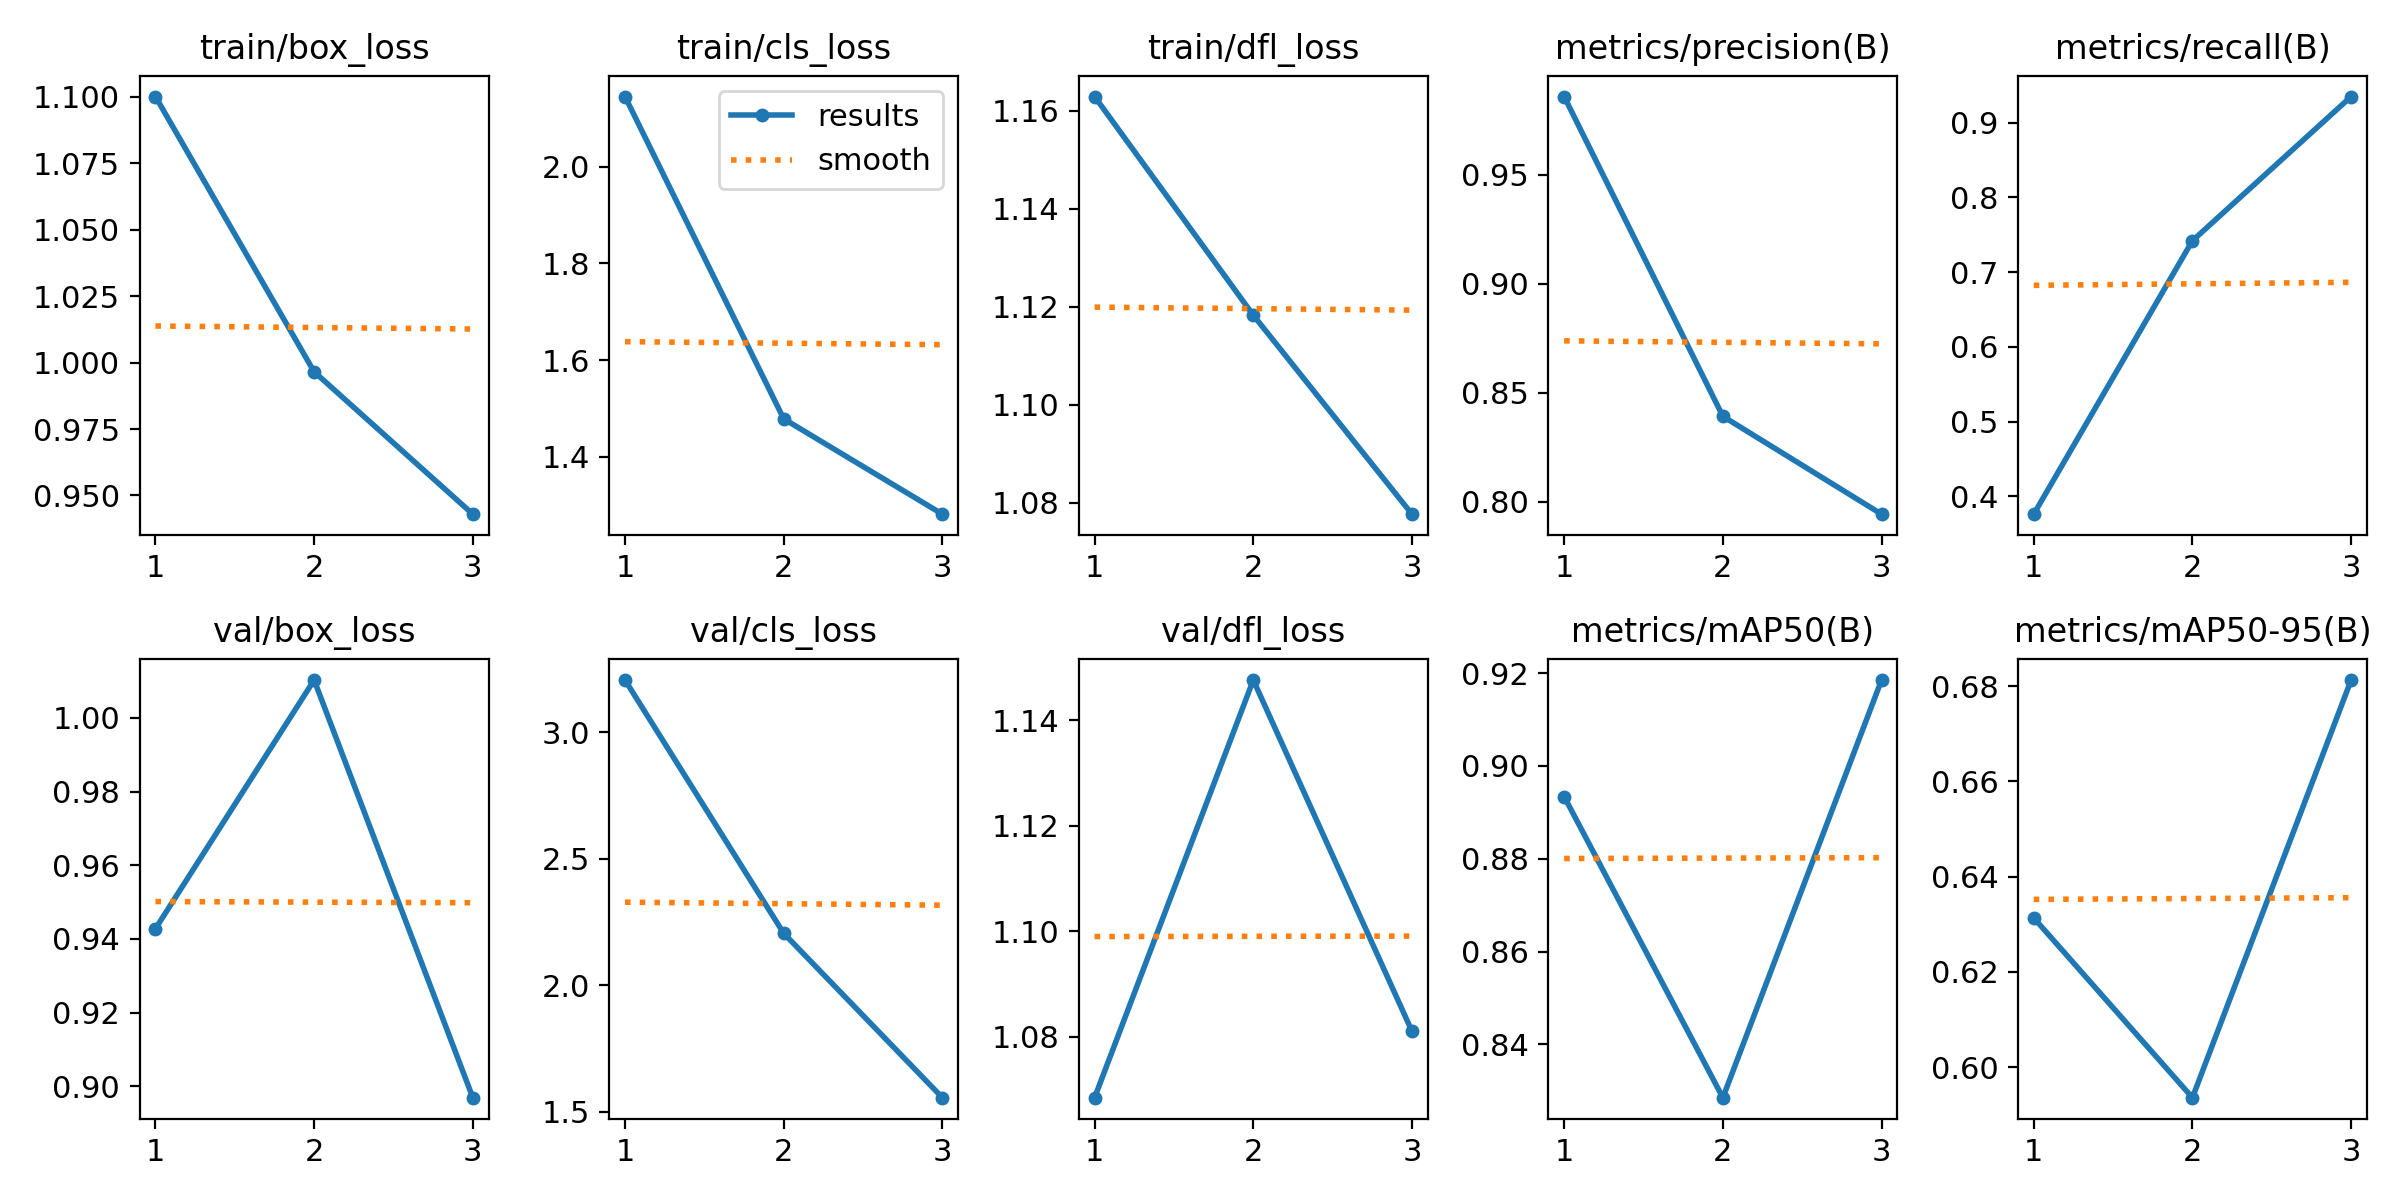 train/box_loss
1.100
1.075
1.050
1.025
1.000
0.975
0.950
1 2 3
train/cls_loss
results
smooth
2.0
1.8
1.6
1.4
1 2 3
train/dfl_loss
1.16
1.14
1.12
1.10
1.08
1 2 3
metrics/precision(B)
0.95
0.90
0.85
0.80
1 2 3
metrics/recall(B)
0.9
0.8
0.7
0.6
0.5
0.4
1 2 3
val/box_loss
1.00
0.98
0.96
0.94
0.92
0.90
1 2 3
val/cls_loss
3.0
2.5
2.0
1.5
1 2 3
val/dfl_loss
1.14
1.12
1.10
1.08
1 2 3
metrics/mAP50(B)
0.92
0.90
0.88
0.86
0.84
1 2 3
metrics/mAP50-95(B)
0.68
0.66
0.64
0.62
0.60
1 2 3